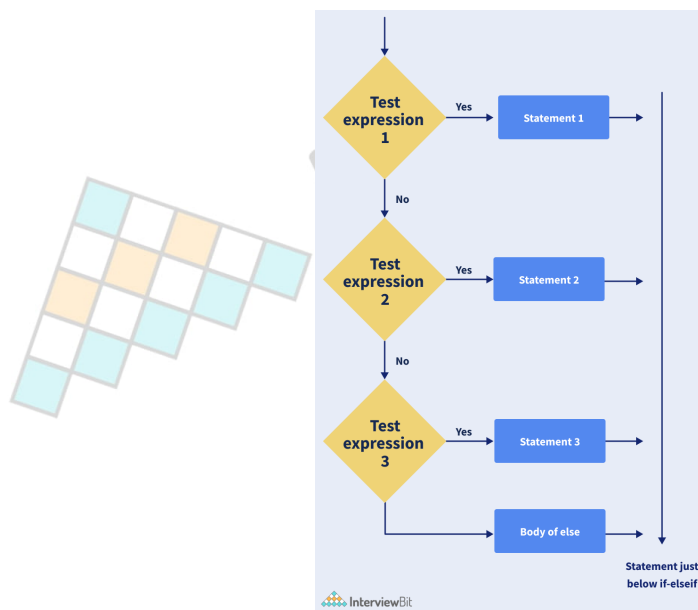 Test
expression
1
Yes
Statement 1
No
Test
expression
2
Yes
Statement 2
No
Test
expression
3
Yes
Statement 3
Body of else
Statement just
below if-elseif
InterviewBit